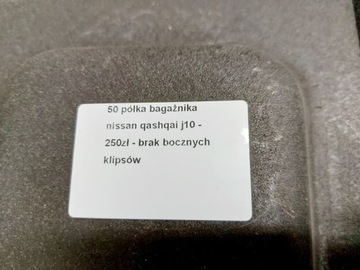 50 półka bagażnika
nissan qashqai j10 -
250zł - brak bocznych
klipsów